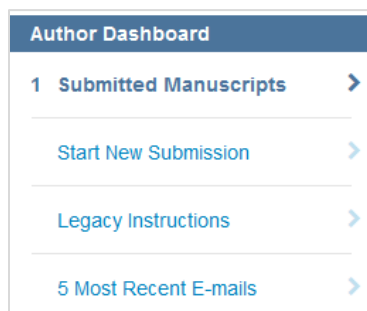 Author Dashboard
1 Submitted Manuscripts
Start New Submission
Legacy Instructions
5 Most Recent E-mails